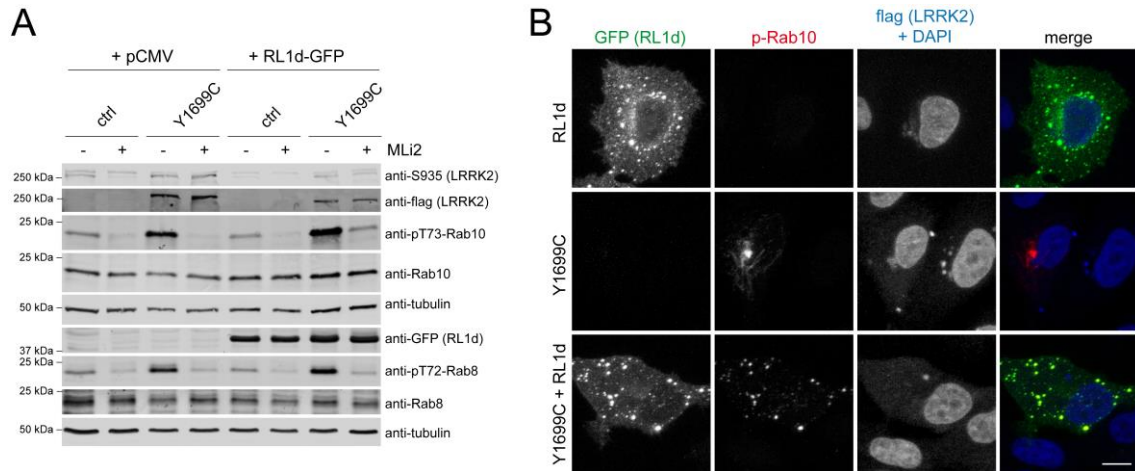 A
+ pCMV + RL1d-GFP
ctrl Y1699C ctrl Y1699C
- + - + - + - + MLi2
250 kDa anti-S935 (LRRK2)
250 kDa anti-flag (LRRK2)
25 kDa anti-pT73-Rab10
25 kDa anti-Rab10
50 kDa anti-tubulin
37 kDa anti-GFP (RL1d)
25 kDa anti-pT72-Rab8
25 kDa anti-Rab8
50 kDa anti-tubulin
B
GFP (RL1d) p-Rab10 flag (LRRK2) + DAPI merge
RL1d
Y1699C
Y1699C + RL1d